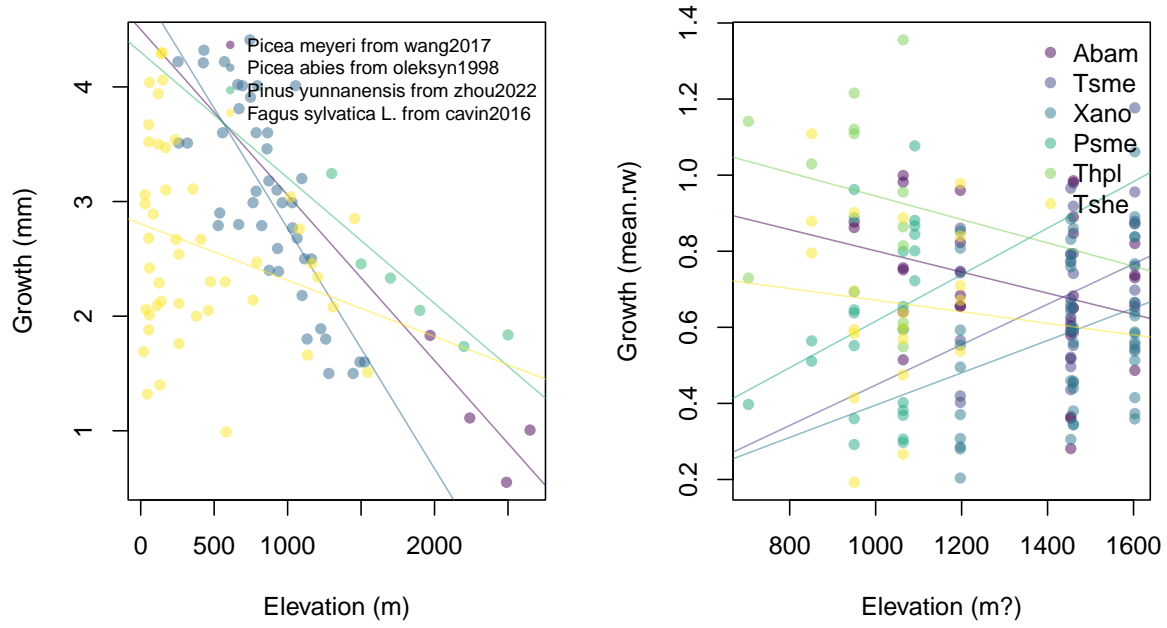 Picea meyeri from wang2017
Picea abies from oleksyn1998
Pinus yunnanensis from zhou2022
Fagus sylvatica L. from cavin2016
4
3
2
1
Growth (mm)
0
500
1000
2000
Elevation (m)
Abam
Tsme
Xano
Psme
Thpl
Tshe
1.4
1.2
1.0
0.8
0.6
0.4
0.2
Growth (mean.rw)
800
1000
1200
1400
1600
Elevation (m?)